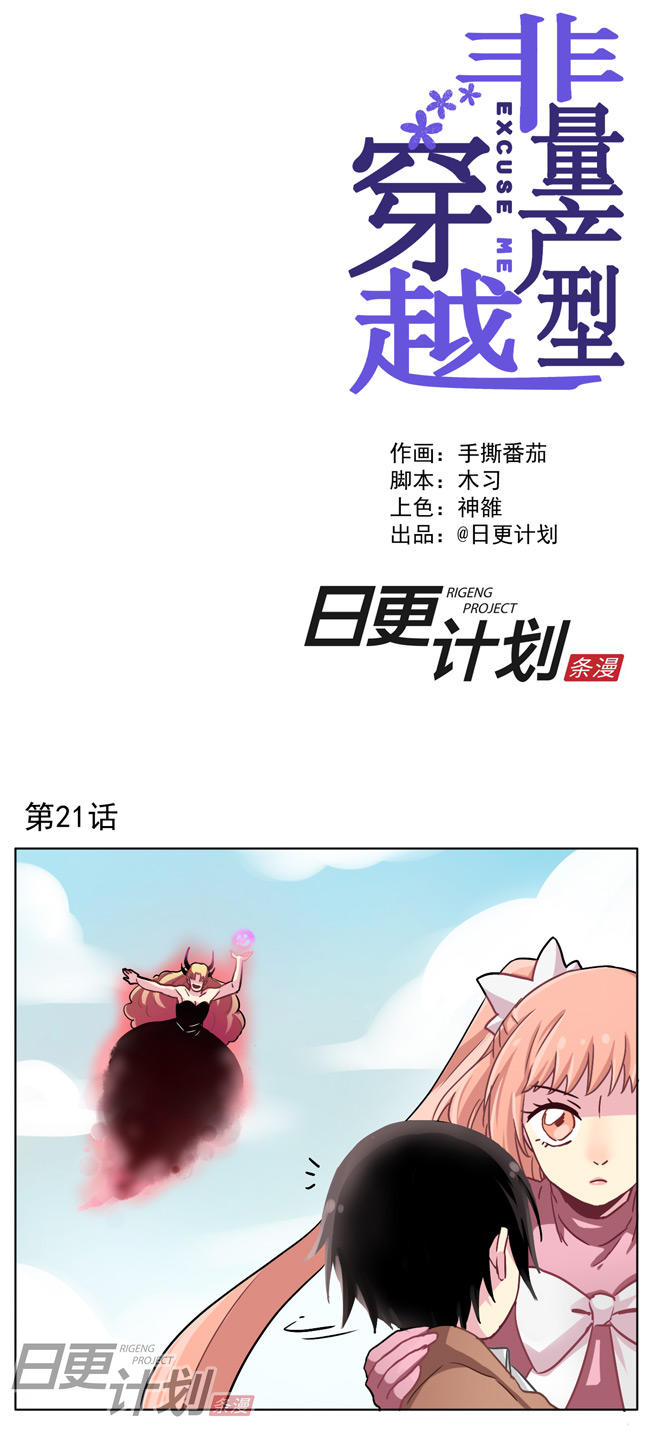 非量产型
穿越
EXCUSE ME
作画：手撕番茄
脚本：木习
上色：神雒
出品：@日更计划
日更计划
RIGENG
PROJECT
条漫
第21话
日更计划
RIGENG
PROJECT
条漫